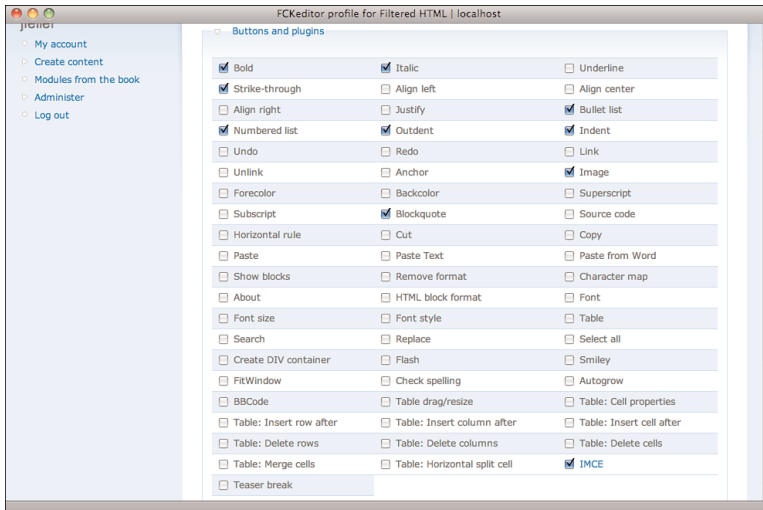 FCKeditor profile for Filtered HTML | localhost
Buttons and plugins
My account
Create content
Modules from the book
Administer
Log out
Bold Italic Underline
Strike-through Align left Align center
Align right Justify Bullet list
Numbered list Outdent Indent
Undo Redo Link
Unlink Anchor Image
Forecolor Backcolor Superscript
Subscript Blockquote Source code
Horizontal rule Cut Copy
Paste Paste Text Paste from Word
Show blocks Remove format Character map
About HTML block format Font
Font size Font style Table
Search Replace Select all
Create DIV container Flash Smiley
FitWindow Check spelling Autogrow
BBCode Table drag/resize Table: Cell properties
Table: Insert row after Table: Insert column after Table: Insert cell after
Table: Delete rows Table: Delete columns Table: Delete cells
Table: Merge cells Table: Horizontal split cell IMCE
Teaser break